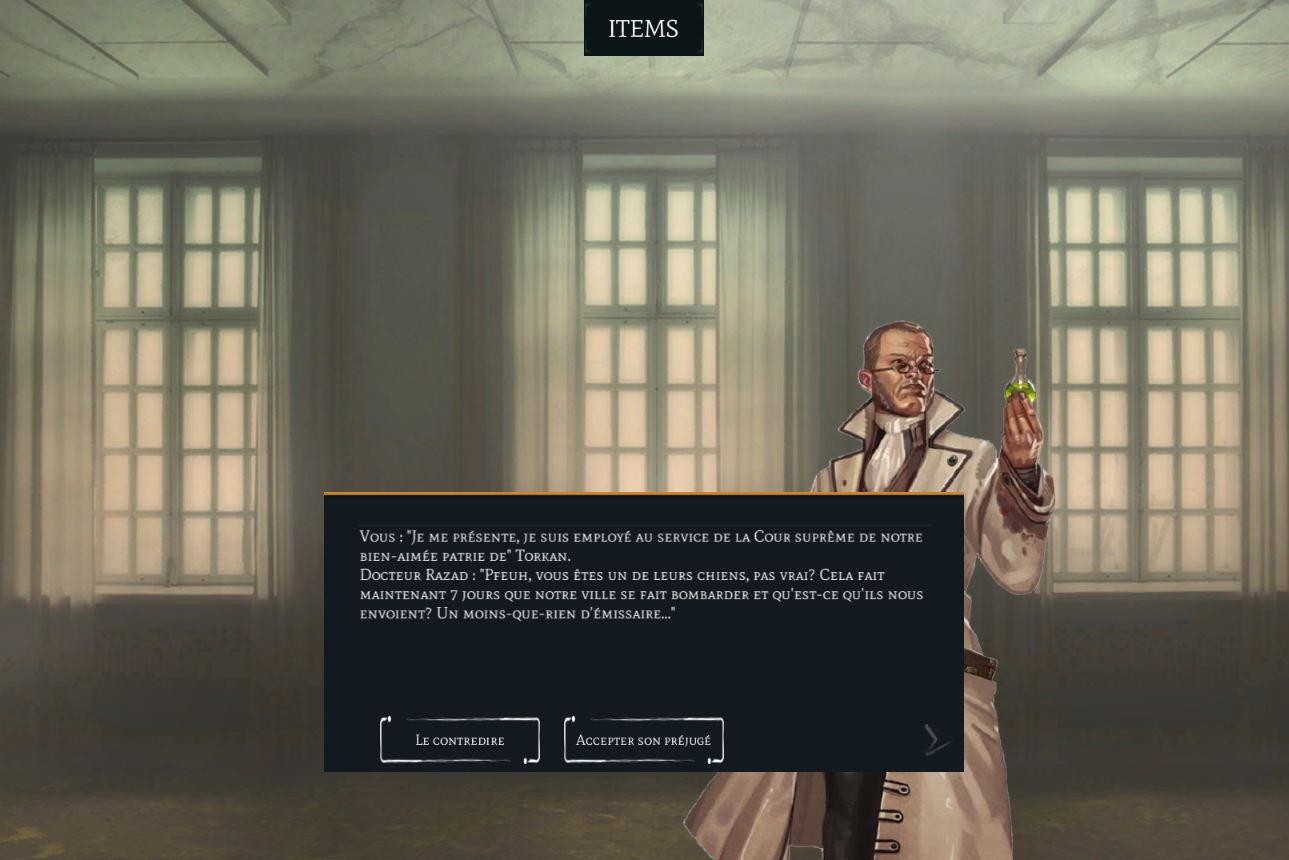 ITEMS
Vous : "Je me présente, je suis employé au service de la Cour suprême de notre
bien-aimée patrie de" Torkan.
Docteur Razad : "Pfeuh, vous êtes un de leurs chiens, pas vrai? Cela fait
maintenant 7 jours que notre ville se fait bombarder et qu'est-ce qu'ils nous
envoient? Un moins-que-rien d'émissaire..."
Le contredire
Accepter son préjugé